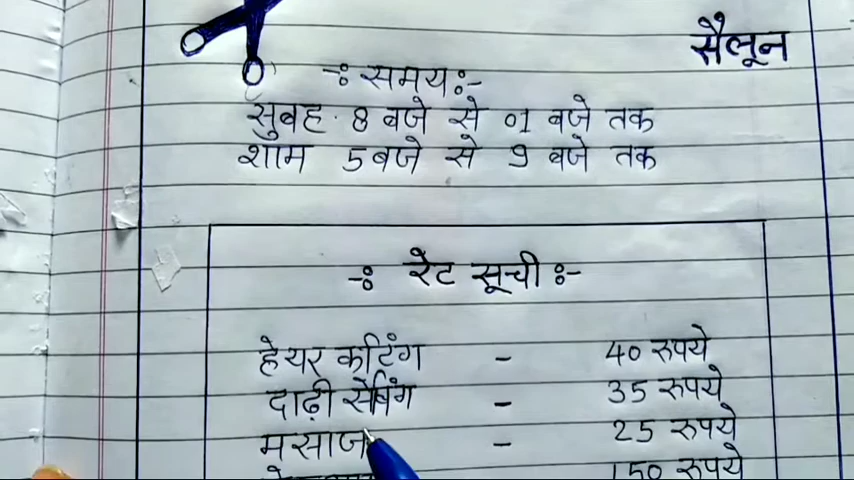 सैलून
-: समय:-
सुबह 8 बजे से 01 बजे तक
शाम 5 बजे से 9 बजे तक
-: रेट सूची :-
हेयर कटिंग - 40 रुपये
दाढ़ी सेबिंग - 35 रुपये
मसाज - 25 रुपये
150 रुपये